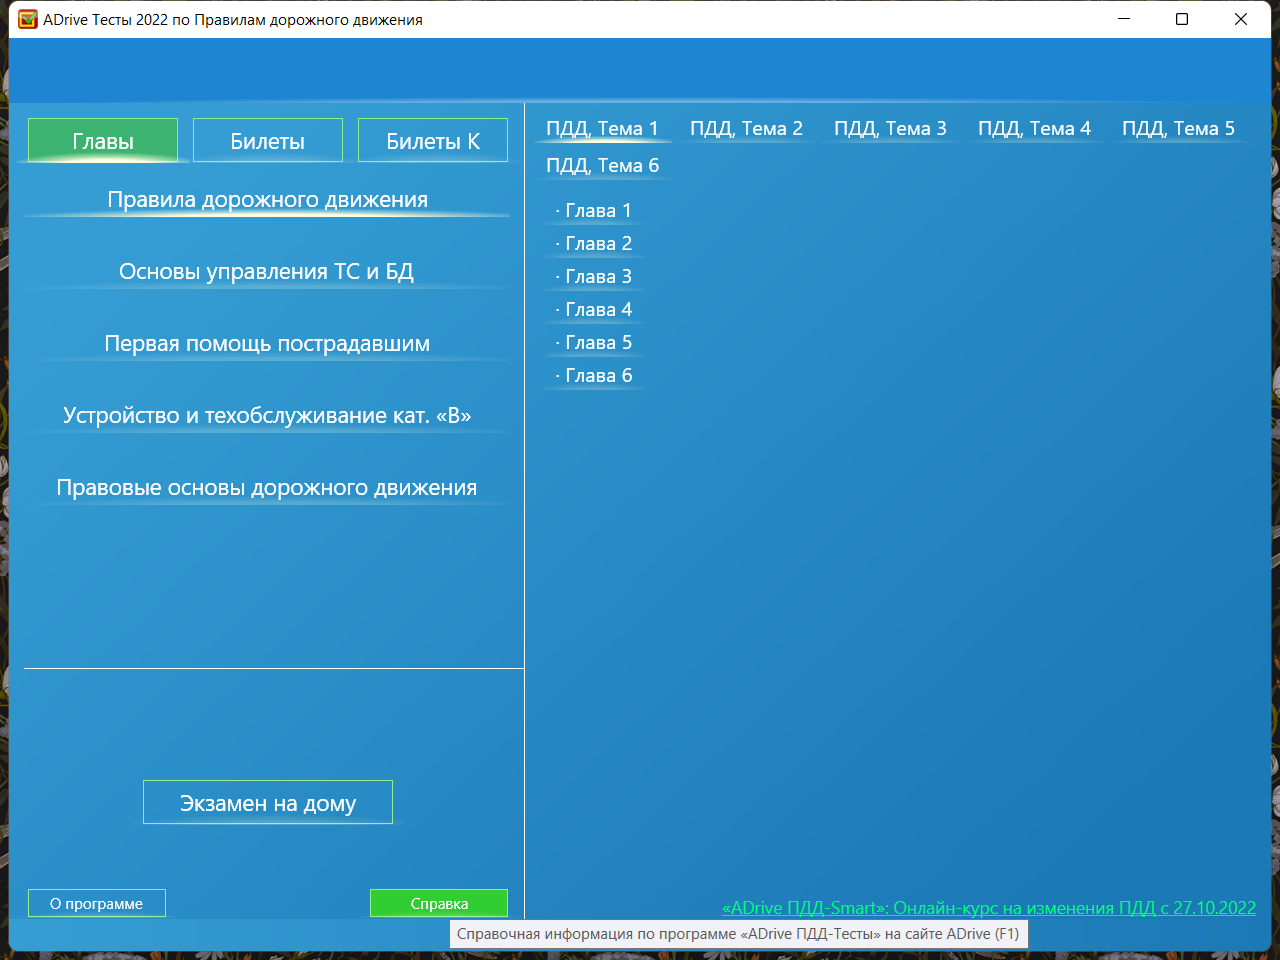 ADrive Тесты 2022 по Правилам дорожного движения
Главы
Билеты
Билеты К
Правила дорожного движения
Основы управления ТС и БД
Первая помощь пострадавшим
Устройство и техобслуживание кат. «В»
Правовые основы дорожного движения
Экзамен на дому
О программе
Справка
ПДД, Тема 1
ПДД, Тема 2
ПДД, Тема 3
ПДД, Тема 4
ПДД, Тема 5
ПДД, Тема 6
· Глава 1
· Глава 2
· Глава 3
· Глава 4
· Глава 5
· Глава 6
«ADrive ПДД-Smart»: Онлайн-курс на изменения ПДД с 27.10.2022
Справочная информация по программе «ADrive ПДД-Тесты» на сайте ADrive (F1)